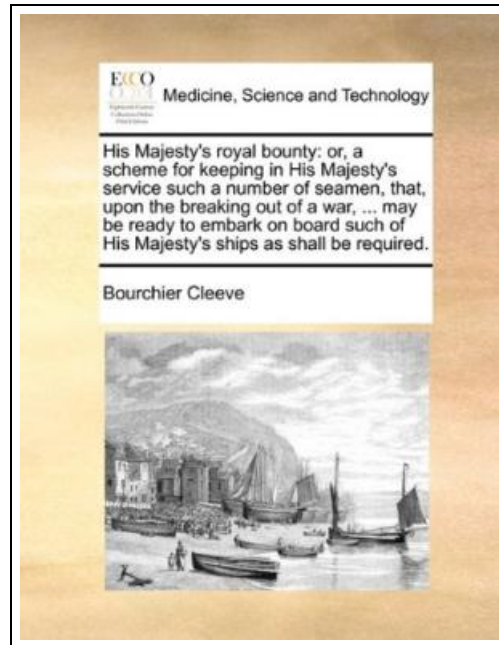 ECCO
Medicine, Science and Technology
His Majesty's royal bounty: or, a
scheme for keeping in His Majesty's
service such a number of seamen, that,
upon the breaking out of a war, ... may
be ready to embark on board such of
His Majesty's ships as shall be required.
Bourchier Cleeve